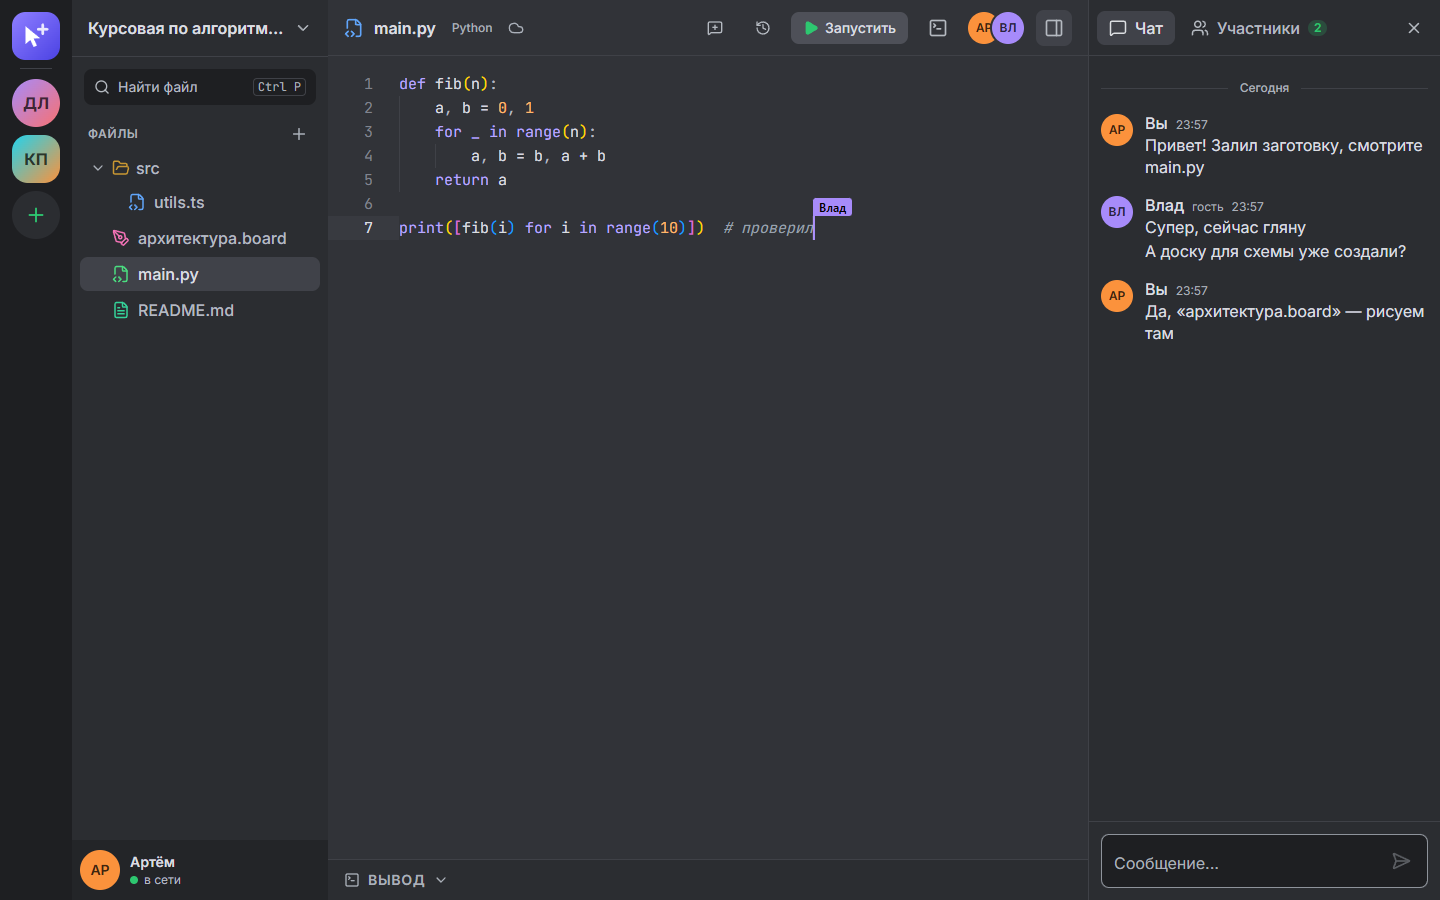 ДЛ
КП
Курсовая по алгоритм...
Найти файл Ctrl P
ФАЙЛЫ
src
utils.ts
архитектура.board
main.py
README.md
АР
Артём
в сети
main.py Python
Запустить
АР ВЛ
1 def fib(n):
2 a, b = 0, 1
3 for _ in range(n):
4 a, b = b, a + b
5 return a
6
Влад
7 print([fib(i) for i in range(10)]) # проверил
ВЫВОД
Чат Участники 2
Сегодня
АР
Вы 23:57
Привет! Залил заготовку, смотрите
main.py
ВЛ
Влад гость 23:57
Супер, сейчас гляну
А доску для схемы уже создали?
АР
Вы 23:57
Да, «архитектура.board» — рисуем
там
Сообщение...